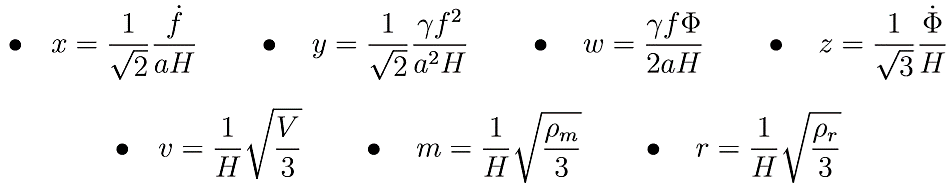 • $x = \frac{1}{\sqrt{2}} \frac{\dot{f}}{aH}$ • $y = \frac{1}{\sqrt{2}} \frac{\gamma f^2}{a^2 H}$ • $w = \frac{\gamma f \Phi}{2aH}$ • $z = \frac{1}{\sqrt{3}} \frac{\dot{\Phi}}{H}$
• $v = \frac{1}{H} \sqrt{\frac{V}{3}}$ • $m = \frac{1}{H} \sqrt{\frac{\rho_m}{3}}$ • $r = \frac{1}{H} \sqrt{\frac{\rho_r}{3}}$